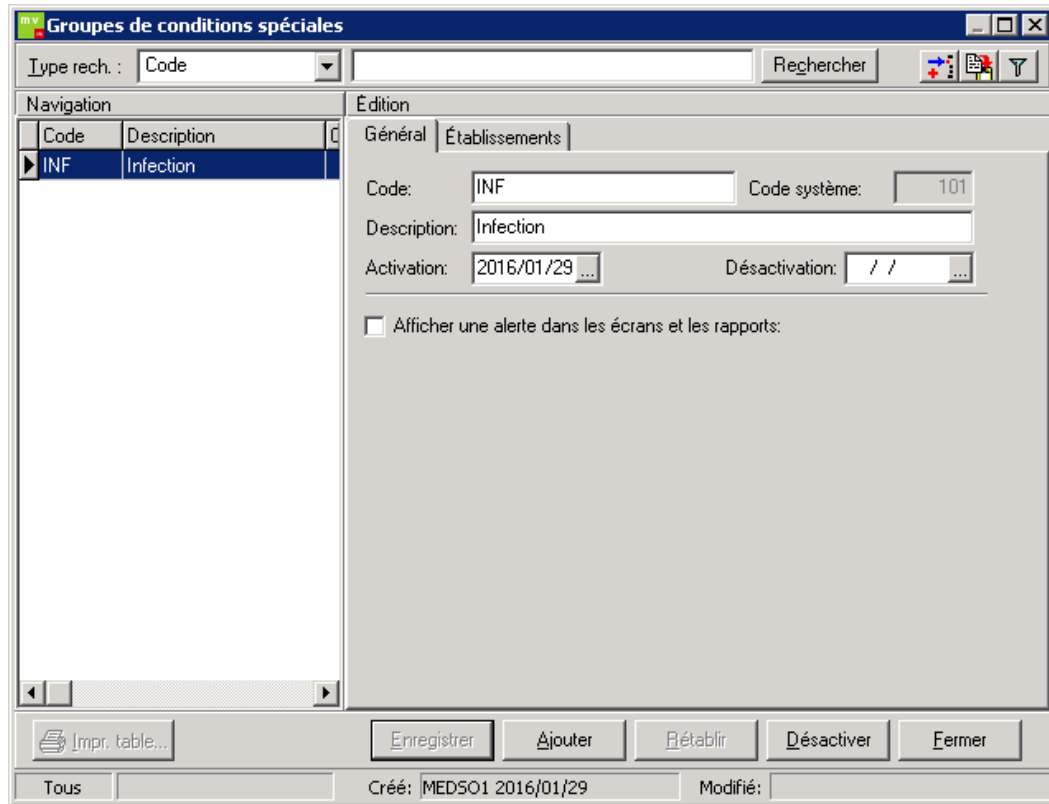 mv Groupes de conditions spéciales
Type rech. : Code Rechercher
Navigation
Édition
Code Description
INF Infection
Général Établissements
Code: INF Code système: 101
Description: Infection
Activation: 2016/01/29 ... Désactivation: / / ...
Afficher une alerte dans les écrans et les rapports:
Impr. table... Enregistrer Ajouter Rétablir Désactiver Fermer
Tous Créé: MEDSO1 2016/01/29 Modifié: